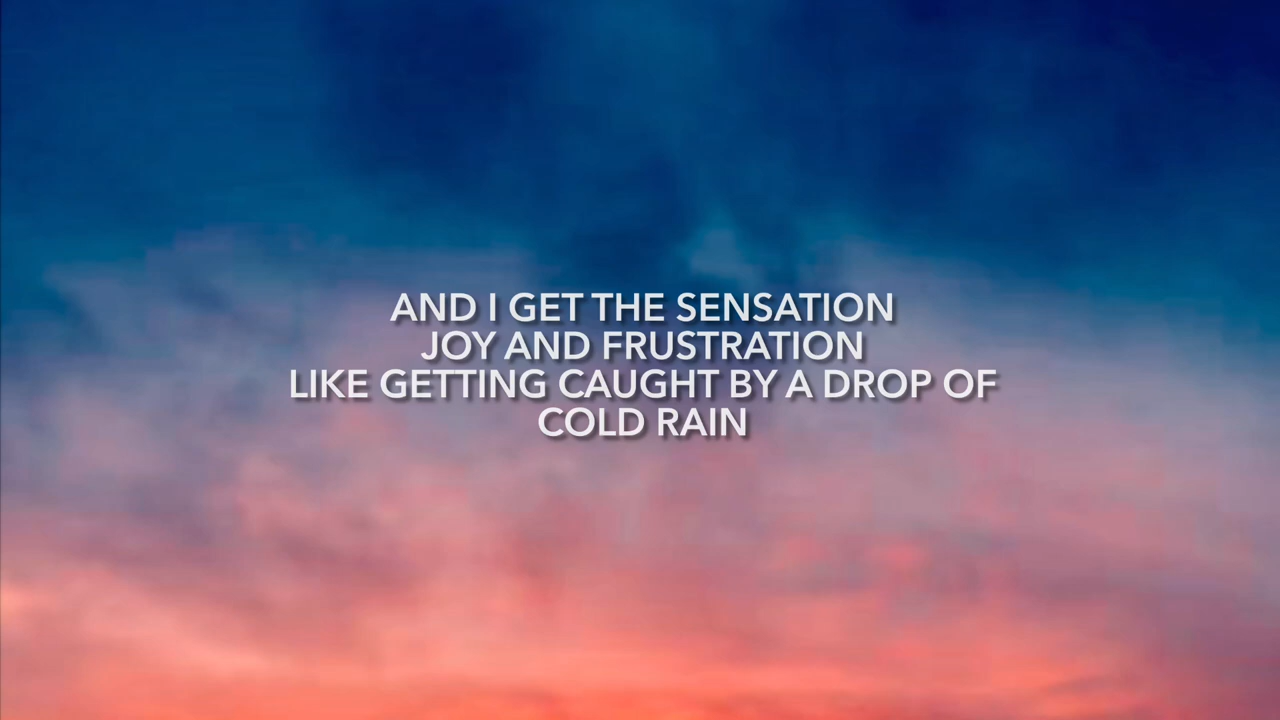 AND I GET THE SENSATION
JOY AND FRUSTRATION
LIKE GETTING CAUGHT BY A DROP OF
COLD RAIN